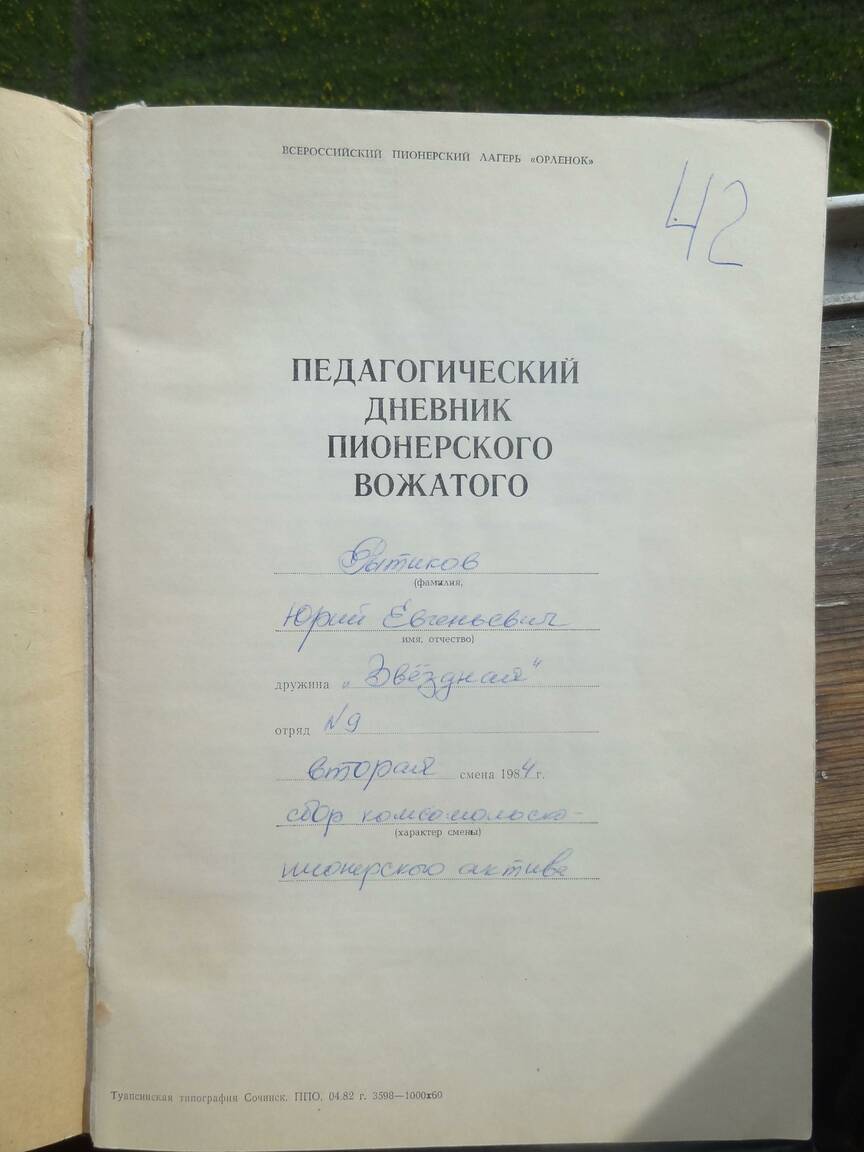 ВСЕРОССИЙСКИЙ ПИОНЕРСКИЙ ЛАГЕРЬ «ОРЛЕНОК»
42
ПЕДАГОГИЧЕСКИЙ
ДНЕВНИК
ПИОНЕРСКОГО
ВОЖАТОГО
Сытиков
(фамилия,
Юрий Евгеньевич
имя, отчество)
дружина „Звёздная“
отряд №9
вторая смена 1984 г.
сбор комсомольско-
(характер смены)
пионерского актива
Туапсинская типография Сочинск. ППО, 04.82 г. 3598—1000х60